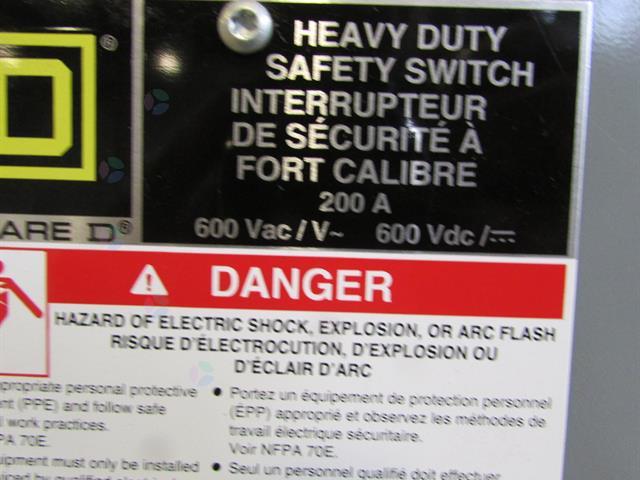 HEAVY DUTY
SAFETY SWITCH
INTERRUPTEUR
DE SÉCURITÉ À
FORT CALIBRE
200 A
600 Vac / V~ 600 Vdc / ⎓
D
ARE D®
DANGER
HAZARD OF ELECTRIC SHOCK, EXPLOSION, OR ARC FLASH
RISQUE D'ÉLECTROCUTION, D'EXPLOSION OU
D'ÉCLAIR D'ARC
propriate personal protective
nt (PPE) and follow safe
l work practices.
PA 70E.
uipment must only be installed
• Portez un équipement de protection personnel
(ÉPP) approprié et observez les méthodes de
travail électrique sécuritaire.
Voir NFPA 70E.
• Seul un personnel qualifié doit effectuer